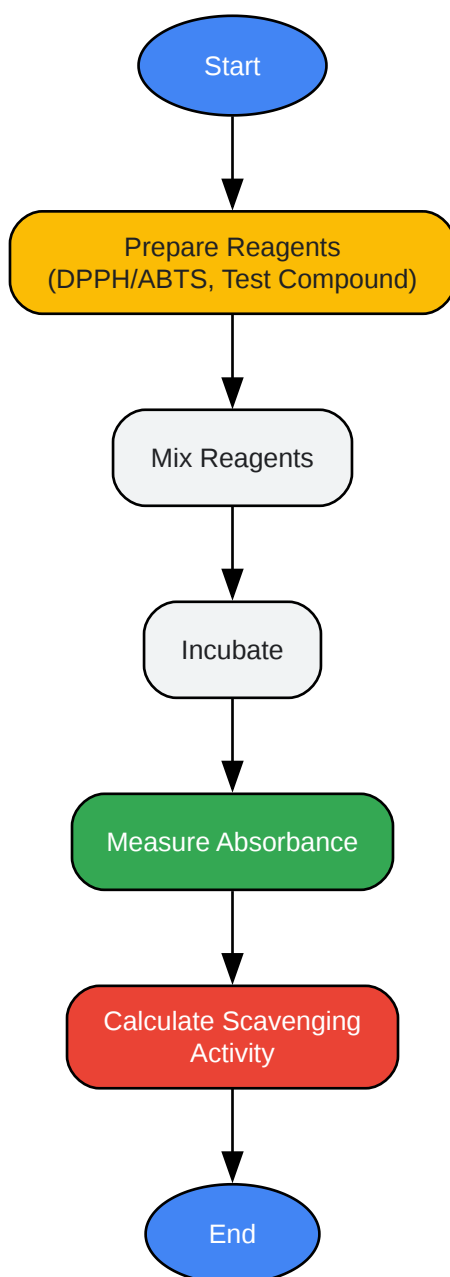 Start
Prepare Reagents
(DPPH/ABTS, Test Compound)
Mix Reagents
Incubate
Measure Absorbance
Calculate Scavenging
Activity
End